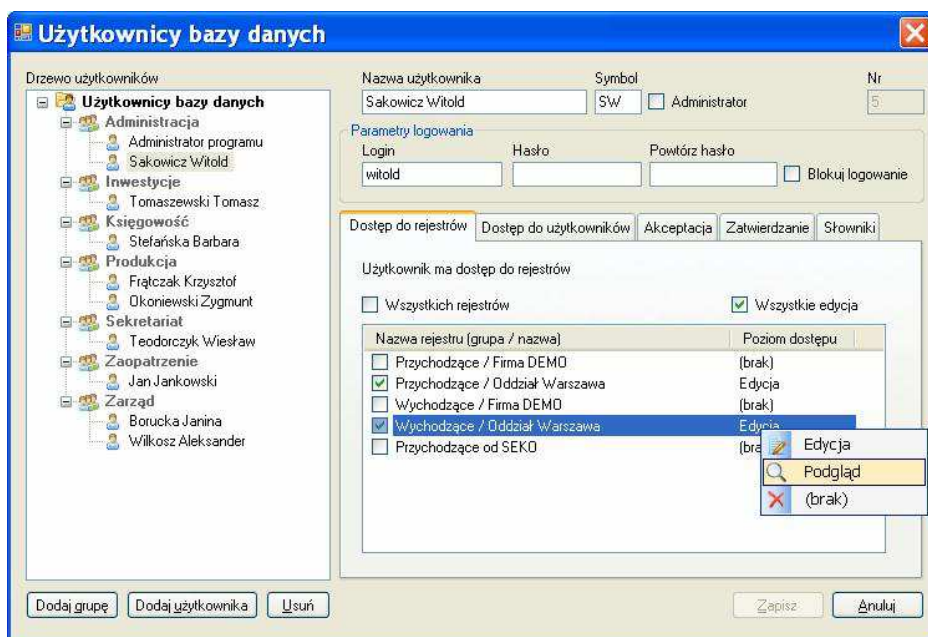 Użytkownicy bazy danych
Drzewo użytkowników
Użytkownicy bazy danych
Administracja
Administrator programu
Sakowicz Witold
Inwestycje
Tomaszewski Tomasz
Księgowość
Stefańska Barbara
Produkcja
Frątczak Krzysztof
Okoniewski Zygmunt
Sekretariat
Teodorczyk Wiesław
Zaopatrzenie
Jan Jankowski
Zarząd
Borucka Janina
Wilkosz Aleksander
Dodaj grupę Dodaj użytkownika Usuń
Nazwa użytkownika Symbol Nr
Sakowicz Witold SW Administrator 5
Parametry logowania
Login Hasło Powtórz hasło
witold Blokuj logowanie
Dostęp do rejestrów Dostęp do użytkowników Akceptacja Zatwierdzanie Słowniki
Użytkownik ma dostęp do rejestrów
Wszystkich rejestrów Wszystkie edycja
Nazwa rejestru (grupa / nazwa) Poziom dostępu
Przychodzące / Firma DEMO (brak)
Przychodzące / Oddział Warszawa Edycja
Wychodzące / Firma DEMO (brak)
Wychodzące / Oddział Warszawa Edycja
Przychodzące od SEKO (bra
Edycja
Podgląd
(brak)
Zapisz Anuluj